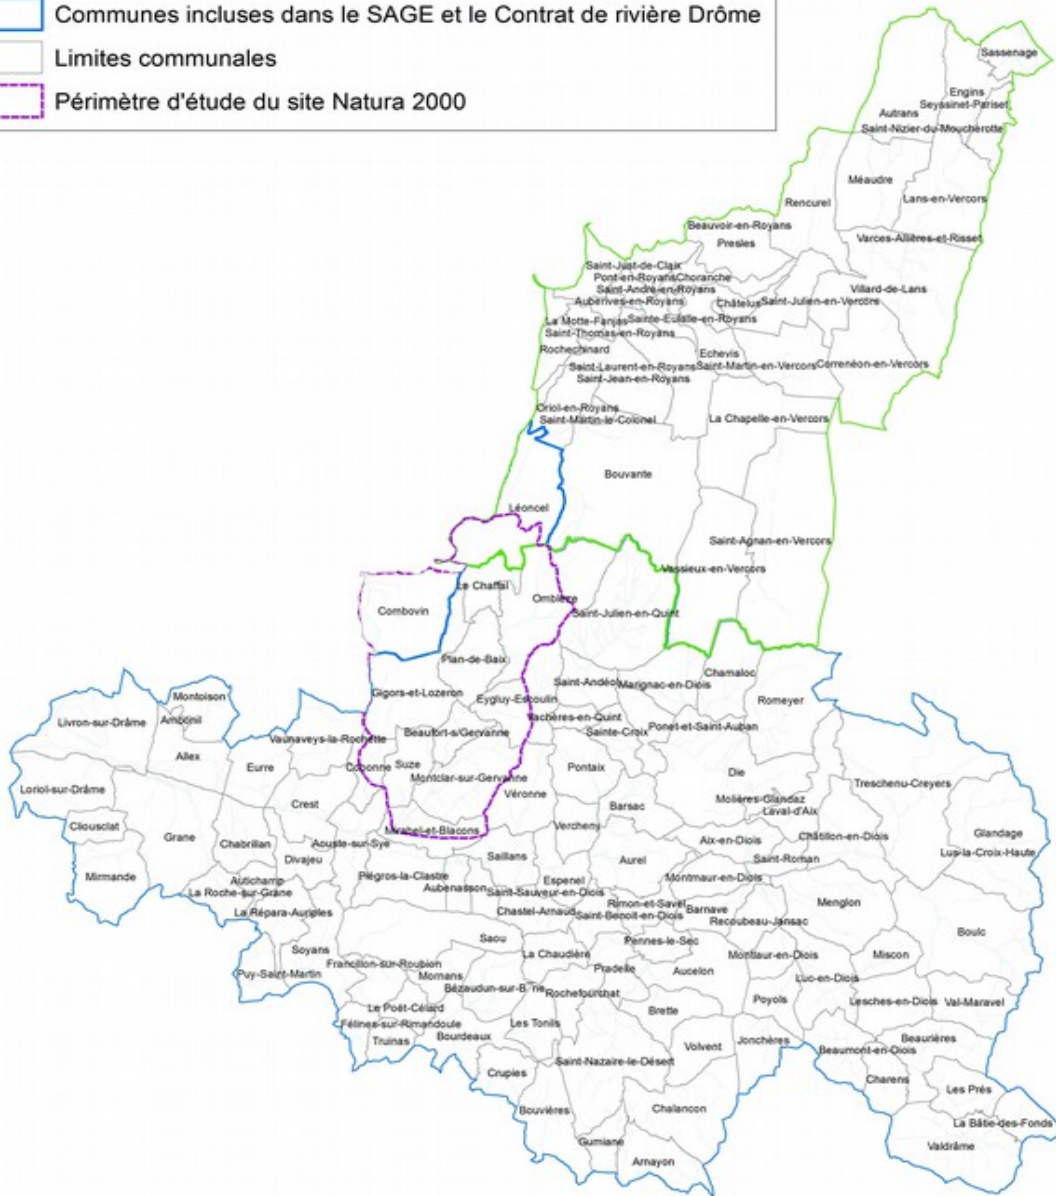 Communes incluses dans le SAGE et le Contrat de rivière Drôme
Limites communales
Périmètre d'étude du site Natura 2000
Sassenage
Engins
Seyssinet-Pariset
Autrans
Saint-Nizier-du-Moucherotte
Méaudre
Lans-en-Vercors
Rencurel
Beauvoir-en-Royans
Presles
Varces-Allières-et-Risset
Saint-Just-de-Claix
Pont-en-Royans
Choranche
Saint-André-en-Royans
Villard-de-Lans
Auberives-en-Royans
Châtelus
Saint-Julien-en-Vercors
La Motte-Fanjas
Sainte-Eulalie-en-Royans
Saint-Thomas-en-Royans
Rochechinard
Echevis
Saint-Laurent-en-Royans
Saint-Martin-en-Vercors
Correnéon-en-Vercors
Saint-Jean-en-Royans
Oriol-en-Royans
Saint-Martin-le-Colonel
La Chapelle-en-Vercors
Bouvante
Léoncel
Saint-Agnan-en-Vercors
Vassieux-en-Vercors
Le Chaffal
Omblèze
Combovin
Saint-Julien-en-Quint
Plan-de-Baix
Chamaloc
Saint-Andéol
Marignac-en-Diois
Gigors-et-Lozeron
Eygluy-Escoulin
Romeyer
Montoison
Livron-sur-Drôme
Ambonil
Vachères-en-Quint
Ponet-et-Saint-Auban
Sainte-Croix
Beaufort-s/Gervanne
Vaunaveys-la-Rochette
Allex
Eurre
Cobonne
Suze
Pontaix
Die
Montclar-sur-Gervanne
Treschenu-Creyers
Loriol-sur-Drôme
Véronne
Molières-Glandaz
Crest
Barsac
Laval-d'Aix
Cliousclat
Vercheny
Mirabel-et-Blacons
Glandage
Grane
Châtillon-en-Diois
Aix-en-Diois
Chabrillan
Aouste-sur-Sye
Lus-la-Croix-Haute
Divajeu
Saillans
Aurel
Saint-Roman
Mirmande
Piégros-la-Clastre
Montmaur-en-Diois
Autichamp
Espenel
Aubenasson
La Roche-sur-Grane
Saint-Sauveur-en-Diois
Rimon-et-Savel
Menglon
La Répara-Auriples
Chastel-Arnaud
Barnave
Saint-Benoit-en-Diois
Recoubeau-Jansac
Boulc
Saou
Pennes-le-Sec
Soyans
La Chaudière
Montlaur-en-Diois
Miscon
Francillon-sur-Roubion
Pradelle
Aucelon
Puy-Saint-Martin
Mornans
Luc-en-Diois
Bézaudun-sur-B ne
Rochefourchat
Poyols
Lesches-en-Diois
Val-Maravel
Le Poët-Célard
Brette
Félines-sur-Rimandoule
Les Tonils
Bourdeaux
Truinas
Jonchères
Beaurières
Volvent
Beaumont-en-Diois
Saint-Nazaire-le-Désert
Crupies
Charens
Les Prés
Bouvières
Chalancon
La Bâtie-des-Fonds
Gumiane
Valdrôme
Arnayon